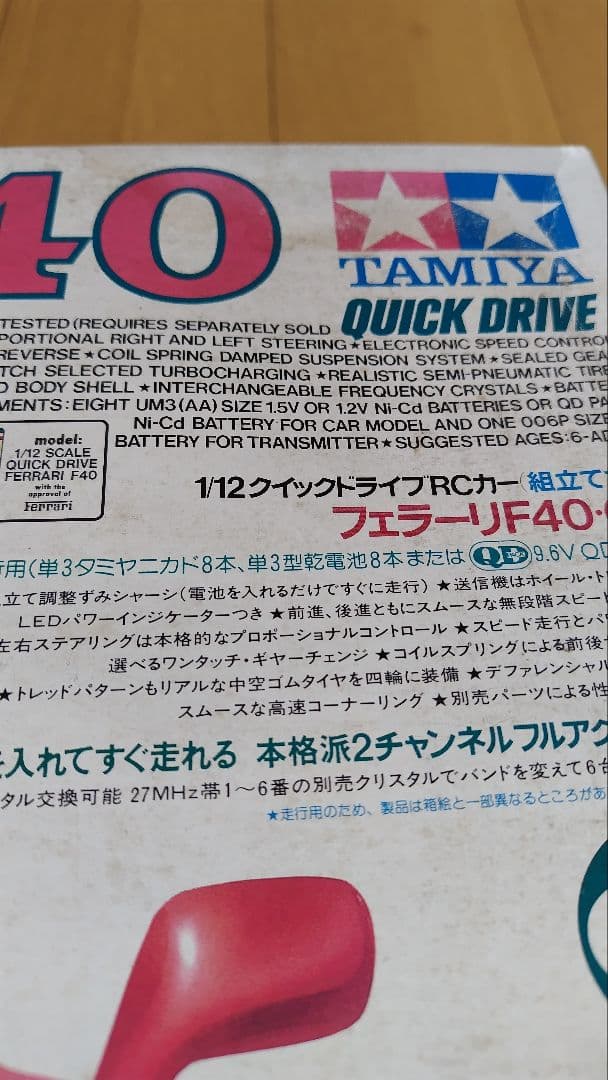 40
TAMIYA
QUICK DRIVE
TESTED (REQUIRES SEPARATELY SOLD
PORTIONAL RIGHT AND LEFT STEERING★ELECTRONIC SPEED CONTRO
REVERSE★COIL SPRING DAMPED SUSPENSION SYSTEM★SEALED GEA
TCH SELECTED TURBOCHARGING★REALISTIC SEMI-PNEUMATIC TIRE
D BODY SHELL★INTERCHANGEABLE FREQUENCY CRYSTALS★BATTE
MENTS: EIGHT UM3 (AA) SIZE 1.5V OR 1.2V Ni-Cd BATTERIES OR QD PA
Ni-Cd BATTERY FOR CAR MODEL AND ONE 006P SIZE
BATTERY FOR TRANSMITTER★SUGGESTED AGES:6-AD
model:
1/12 SCALE
QUICK DRIVE
FERRARI F40
with the
approval of
Ferrari
1/12クイックドライブRCカー(組立て
フェラーリF40・
行用(単3タミヤニカド8本、単3型乾電池8本または QD 9.6V QD
立て調整ずみシャーシ(電池を入れるだけですぐに走行) ★送信機はホイール・ト
LEDパワーインジケーターつき ★前進、後進ともにスムースな無段階スピード
左右ステアリングは本格的なプロポーショナルコントロール ★スピード走行とパワ
選べるワンタッチ・ギヤーチェンジ ★コイルスプリングによる前後
★トレッドパターンもリアルな中空ゴムタイヤを四輪に装備 ★デファレンシャル
スムースな高速コーナーリング ★別売パーツによる性
を入れてすぐ走れる 本格派2チャンネルフルアク
タル交換可能 27MHz帯1〜6番の別売クリスタルでバンドを変えて6台
★走行用のため、製品は箱絵と一部異なるところがあ